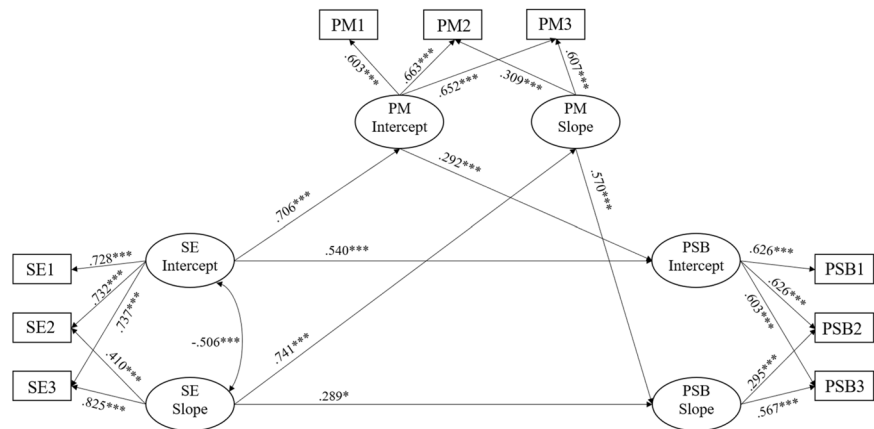 PM1
PM2
PM3
.603***
.663***
.652***
.309***
.607***
PM
Intercept
PM
Slope
.292***
.570***
.706***
SE
Intercept
.540***
PSB
Intercept
.728***
.732***
.737***
SE1
SE2
SE3
.626***
.626***
.603***
PSB1
PSB2
PSB3
-.506***
.741***
.410***
.825***
SE
Slope
.289*
PSB
Slope
.295***
.567***